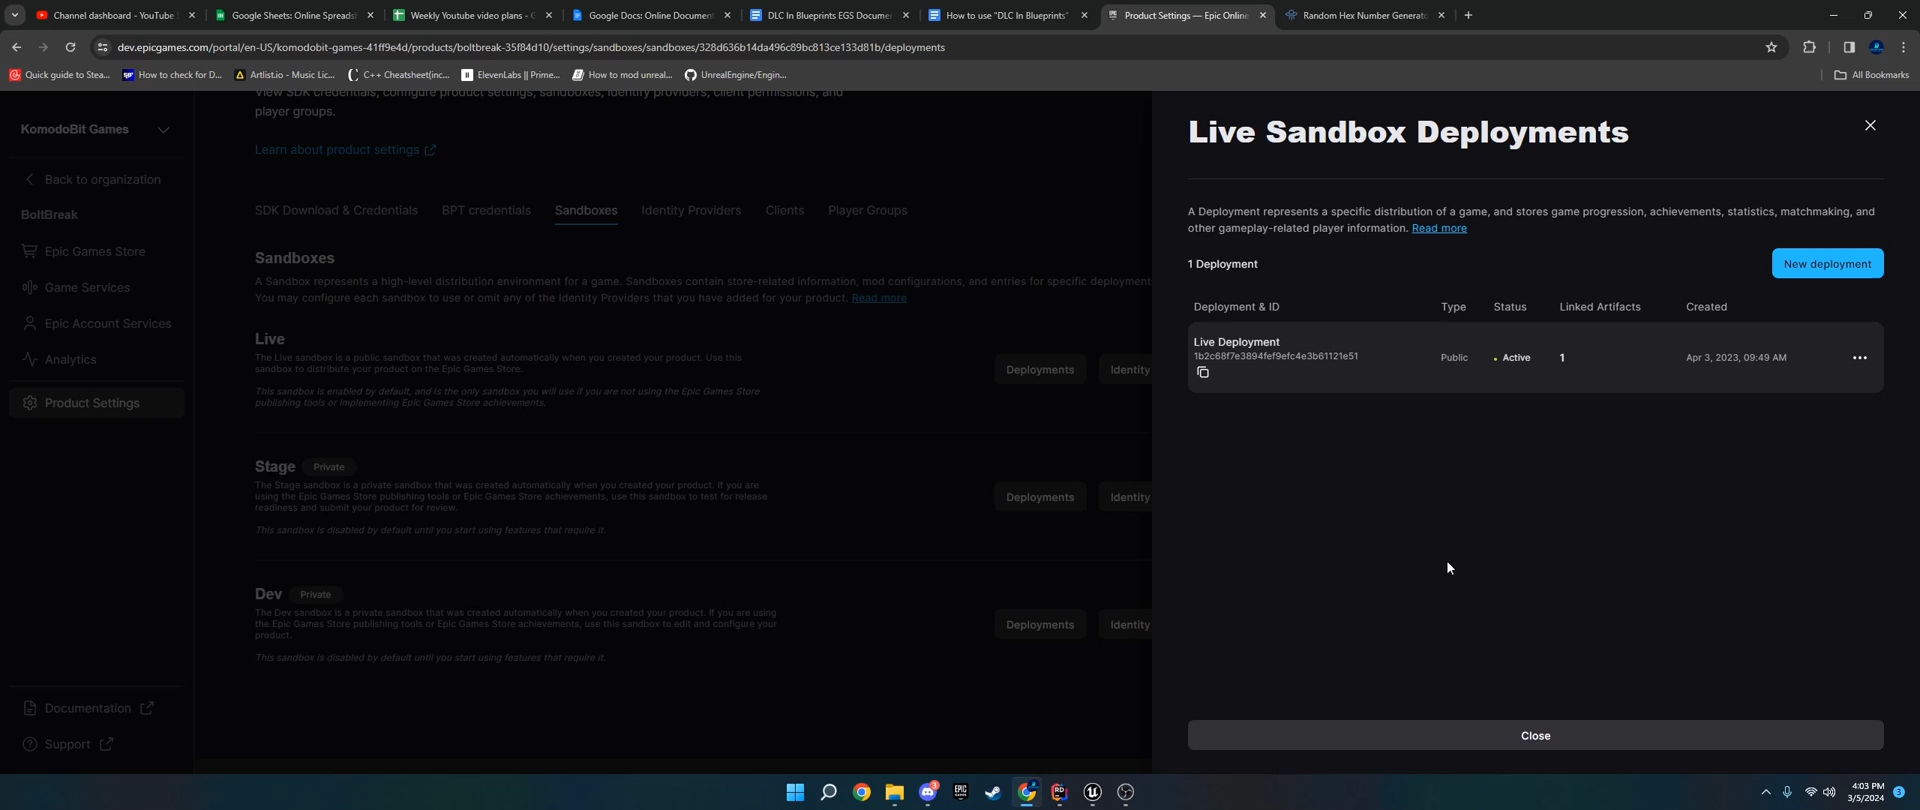 Channel dashboard - YouTube
Google Sheets: Online Spreads
Weekly Youtube video plans - G
Google Docs: Online Document
DLC In Blueprints EGS Docume
How to use "DLC In Blueprints"
Product Settings — Epic Online
Random Hex Number Generato
dev.epicgames.com/portal/en-US/komodobit-games-41ff9e4d/products/boltbreak-35f84d10/settings/sandboxes/sandboxes/328d636b14da496c89bc813ce133d81b/deployments
Quick guide to Stea...
How to check for D...
Artlist.io - Music Lic...
C++ Cheatsheet(inc...
ElevenLabs || Prime...
How to mod unreal...
UnrealEngine/Engin...
All Bookmarks
KomodoBit Games
Back to organization
BoltBreak
Epic Games Store
Game Services
Epic Account Services
Analytics
Product Settings
Documentation
Support
View SDK credentials, configure product settings, sandboxes, identity providers, client permissions, and
player groups.
Learn about product settings
SDK Download & Credentials
BPT credentials
Sandboxes
Identity Providers
Clients
Player Groups
Sandboxes
A Sandbox represents a high-level distribution environment for a game. Sandboxes contain store-related information, mod configurations, and entries for specific deployment
You may configure each sandbox to use or omit any of the Identity Providers that you have added for your product. Read more
Live
The Live sandbox is a public sandbox that was created automatically when you created your product. Use this
sandbox to distribute your product on the Epic Games Store.
This sandbox is enabled by default, and is the only sandbox you will use if you are not using the Epic Games Store
publishing tools or implementing Epic Games Store achievements.
Deployments
Identity
Stage
Private
The Stage sandbox is a private sandbox that was created automatically when you created your product. If you are
using the Epic Games Store publishing tools or Epic Games Store achievements, use this sandbox to test for release
readiness and submit your product for review.
This sandbox is disabled by default until you start using features that require it.
Deployments
Identity
Dev
Private
The Dev sandbox is a private sandbox that was created automatically when you created your product. If you are using
the Epic Games Store publishing tools or Epic Games Store achievements, use this sandbox to edit and configure your
product.
This sandbox is disabled by default until you start using features that require it.
Deployments
Identity
Live Sandbox Deployments
A Deployment represents a specific distribution of a game, and stores game progression, achievements, statistics, matchmaking, and
other gameplay-related player information. Read more
1 Deployment
New deployment
Deployment & ID
Type
Status
Linked Artifacts
Created
Live Deployment
1b2c68f7e3894fef9efc4e3b61121e51
Public
Active
1
Apr 3, 2023, 09:49 AM
Close
EPIC
RD
4:03 PM
3/5/2024
3